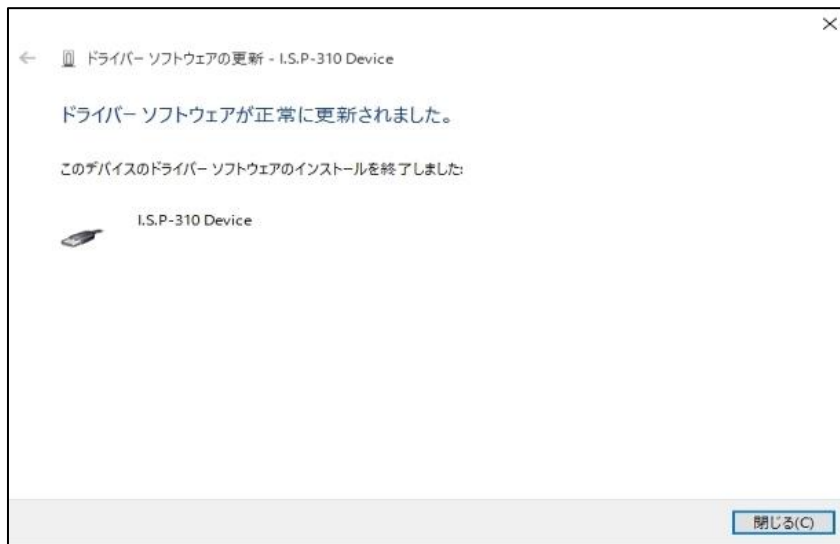 ドライバー ソフトウェアの更新 - I.S.P-310 Device
ドライバー ソフトウェアが正常に更新されました。
このデバイスのドライバー ソフトウェアのインストールを終了しました:
I.S.P-310 Device
閉じる(C)